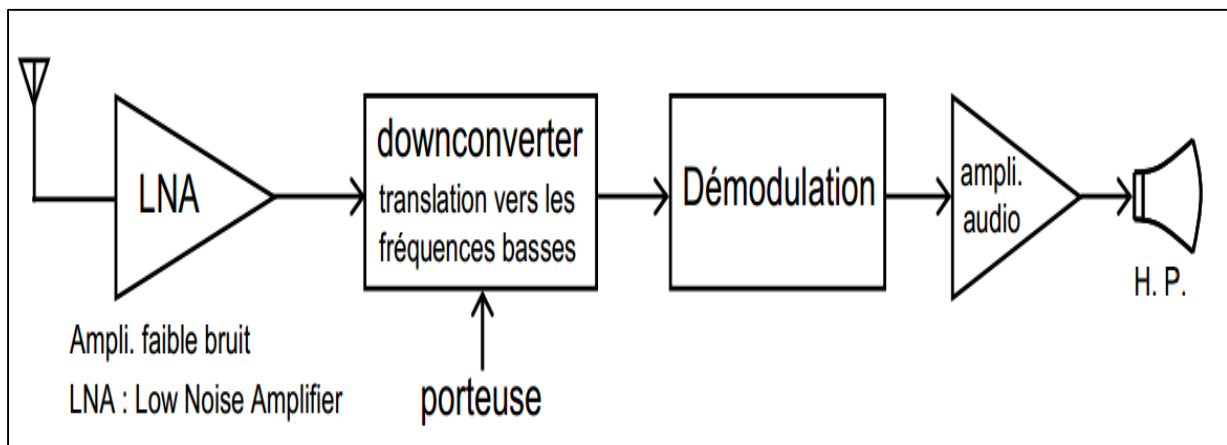 LNA
downconverter
translation vers les
fréquences basses
Démodulation
ampli.
audio
H. P.
Ampli. faible bruit
LNA : Low Noise Amplifier
porteuse